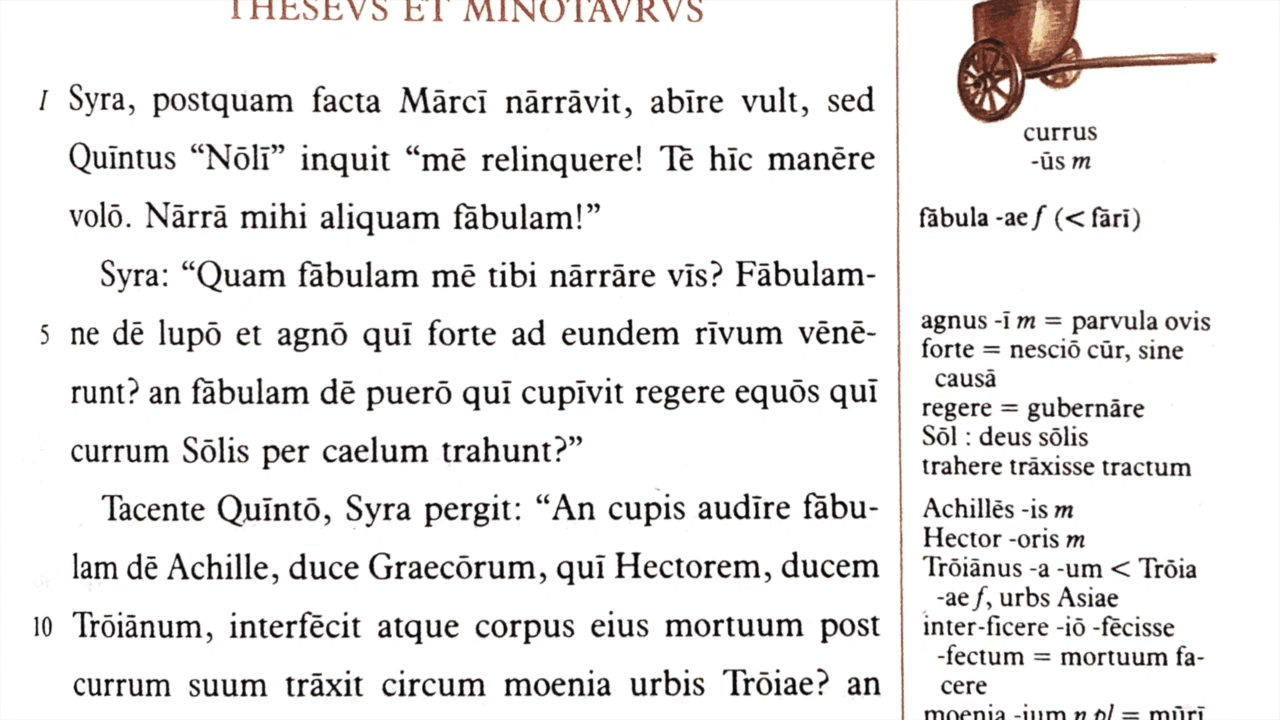 THESEVS ET MINOTAVRVS
I Syra, postquam facta Mārcī nārrāvit, abīre vult, sed
Quīntus “Nōlī” inquit “mē relinquere! Tē hīc manēre
volō. Nārrā mihi aliquam fābulam!”
Syra: “Quam fābulam mē tibi nārrāre vīs? Fābulam-
5 ne dē lupō et agnō quī forte ad eundem rīvum vēnē-
runt? an fābulam dē puerō quī cupīvit regere equōs quī
currum Sōlis per caelum trahunt?”
Tacente Quīntō, Syra pergit: “An cupis audīre fābu-
lam dē Achille, duce Graecōrum, quī Hectorem, ducem
10 Trōiānum, interfēcit atque corpus eius mortuum post
currum suum trāxit circum moenia urbis Trōiae? an
currus
-ūs m
fābula -ae f (< fārī)
agnus -ī m = parvula ovis
forte = nesciō cūr, sine
causā
regere = gubernāre
Sōl : deus sōlis
trahere trāxisse tractum
Achillēs -is m
Hector -oris m
Trōiānus -a -um < Trōia
-ae f, urbs Asiae
inter-ficere -iō -fēcisse
-fectum = mortuum fa-
cere
moenia -ium n pl = mūrī